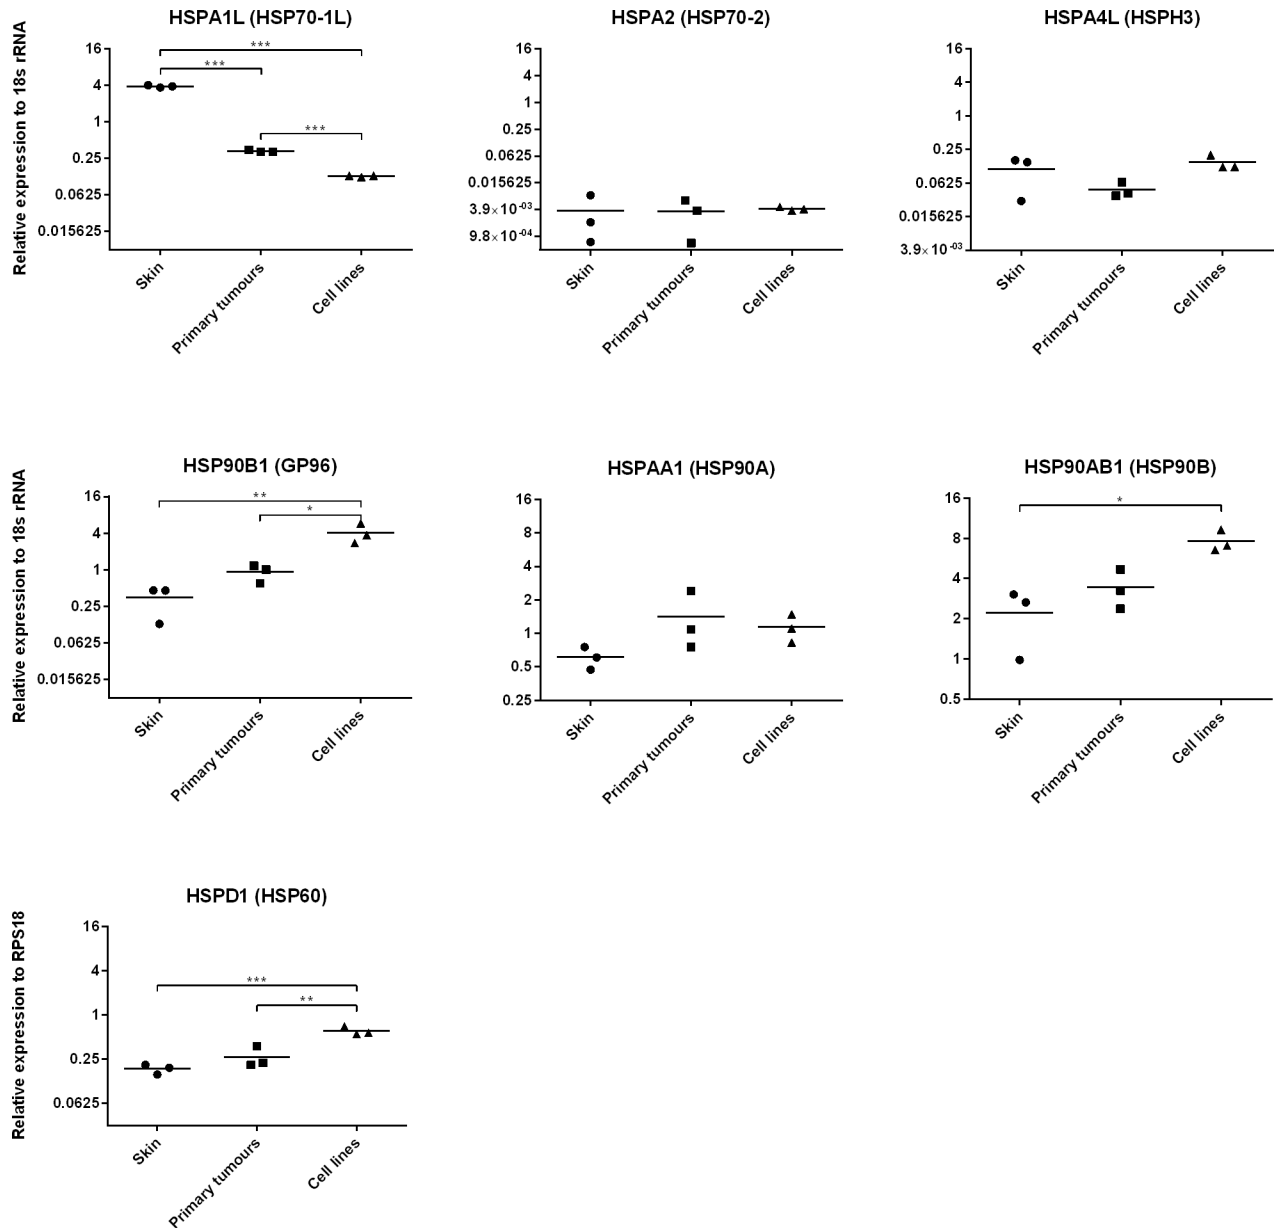 HSPA1L (HSP70-1L)
Relative expression to 18s rRNA
16
4
1
0.25
0.0625
0.015625
***
***
***
Skin
Primary tumours
Cell lines
HSPA2 (HSP70-2)
16
4
1
0.25
0.0625
0.015625
3.9×10-03
9.8×10-04
Skin
Primary tumours
Cell lines
HSPA4L (HSPH3)
16
4
1
0.25
0.0625
0.015625
3.9×10-03
Skin
Primary tumours
Cell lines
HSP90B1 (GP96)
Relative expression to 18s rRNA
16
4
1
0.25
0.0625
0.015625
**
*
Skin
Primary tumours
Cell lines
HSPAA1 (HSP90A)
16
8
4
2
1
0.5
0.25
Skin
Primary tumours
Cell lines
HSP90AB1 (HSP90B)
16
8
4
2
1
0.5
*
Skin
Primary tumours
Cell lines
HSPD1 (HSP60)
Relative expression to RPS18
16
4
1
0.25
0.0625
***
**
Skin
Primary tumours
Cell lines